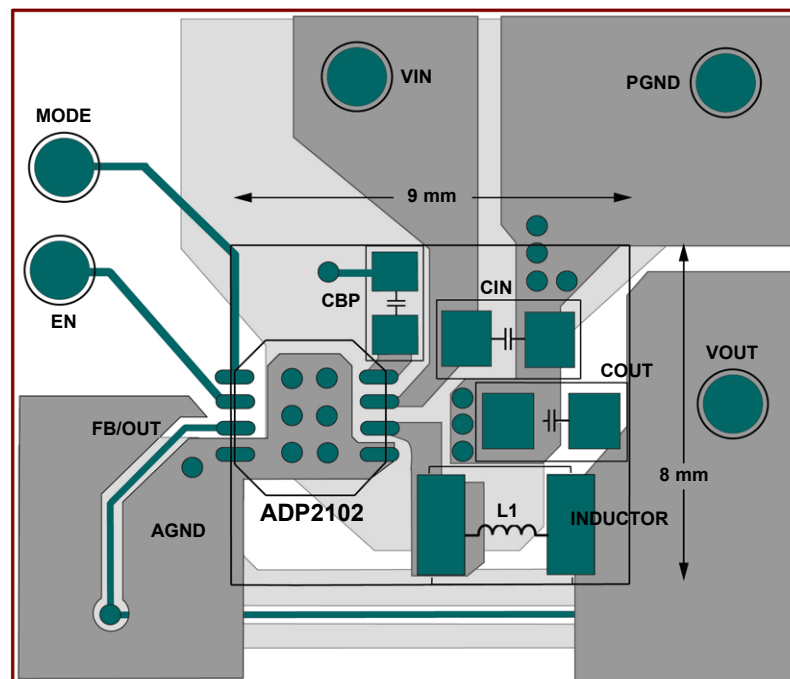 VIN
PGND
MODE
9 mm
EN
CBP
CIN
COUT
VOUT
FB/OUT
8 mm
ADP2102
L1
INDUCTOR
AGND